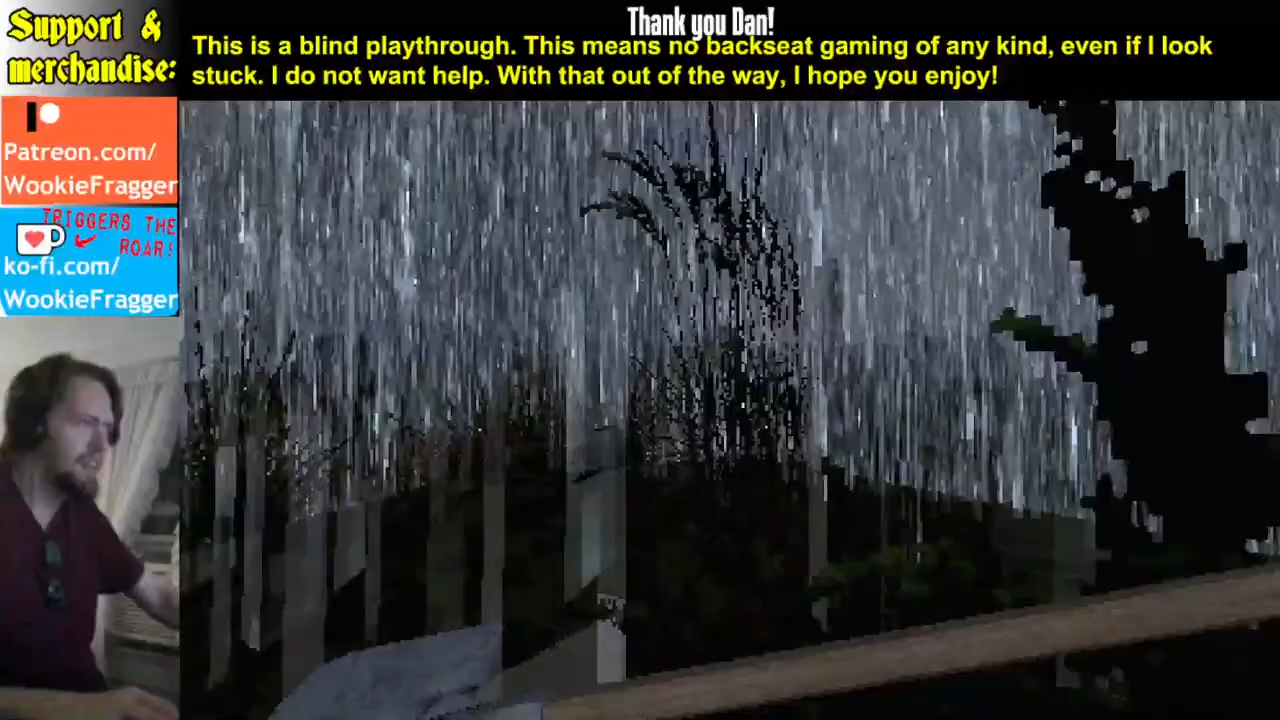 Support &
merchandise:
Thank you Dan!
This is a blind playthrough. This means no backseat gaming of any kind, even if I look
stuck. I do not want help. With that out of the way, I hope you enjoy!
Patreon.com/
WookieFragger
TRIGGERS THE
ROAR!
ko-fi.com/
WookieFragger